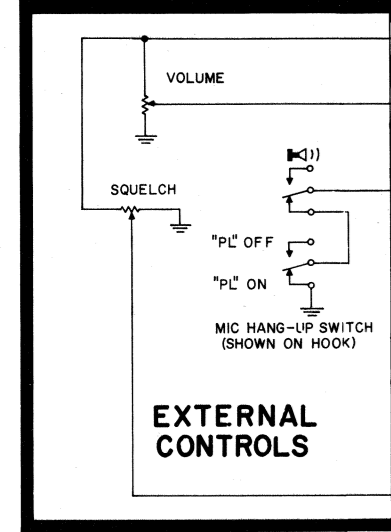 VOLUME
SQUELCH
"PL" OFF
"PL" ON
MIC HANG-UP SWITCH
(SHOWN ON HOOK)
EXTERNAL
CONTROLS